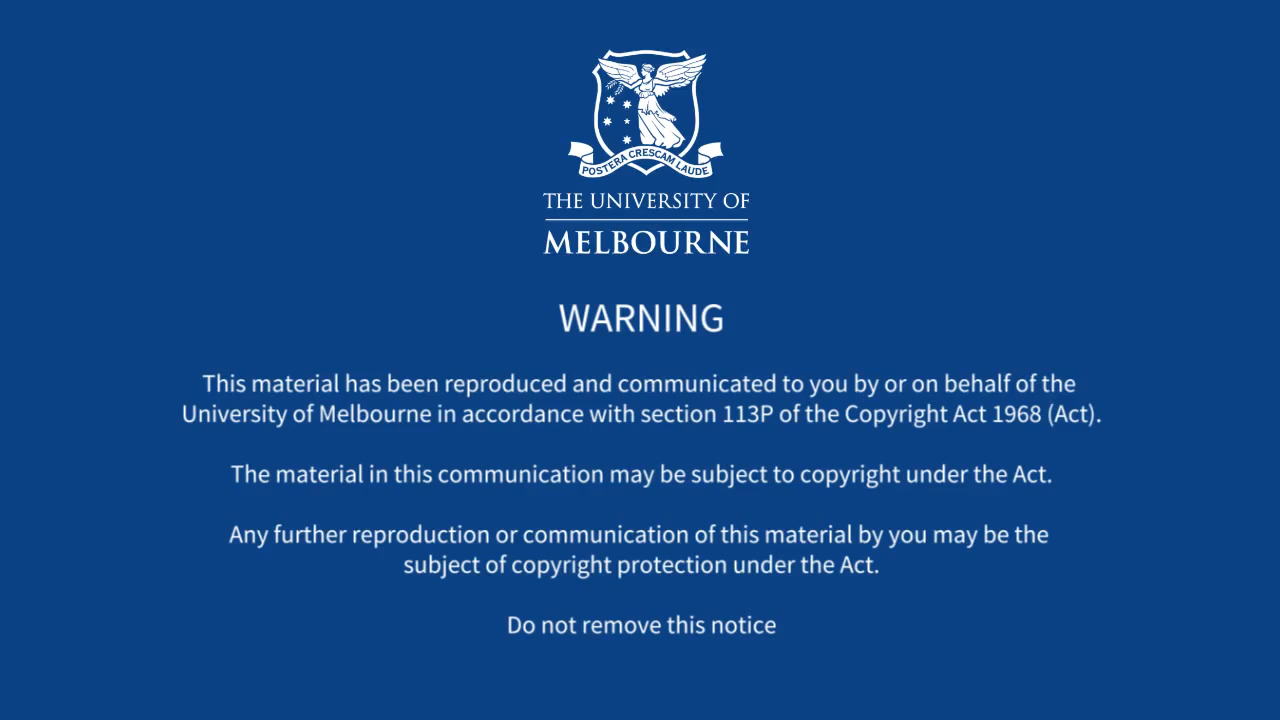 POSTERA CRESCAM LAUDE
THE UNIVERSITY OF
MELBOURNE
WARNING
This material has been reproduced and communicated to you by or on behalf of the
University of Melbourne in accordance with section 113P of the Copyright Act 1968 (Act).
The material in this communication may be subject to copyright under the Act.
Any further reproduction or communication of this material by you may be the
subject of copyright protection under the Act.
Do not remove this notice